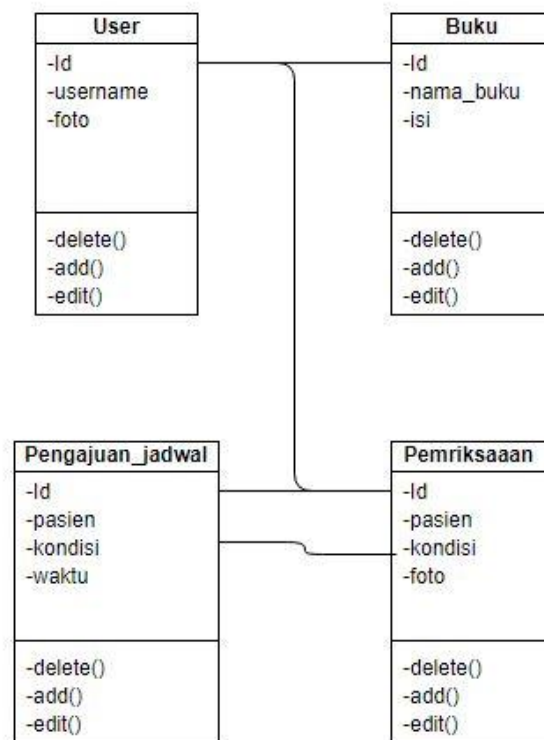 User
-Id
-username
-foto
-delete()
-add()
-edit()
Buku
-Id
-nama_buku
-isi
-delete()
-add()
-edit()
Pengajuan_jadwal
-Id
-pasien
-kondisi
-waktu
-delete()
-add()
-edit()
Pemriksaaan
-Id
-pasien
-kondisi
-foto
-delete()
-add()
-edit()